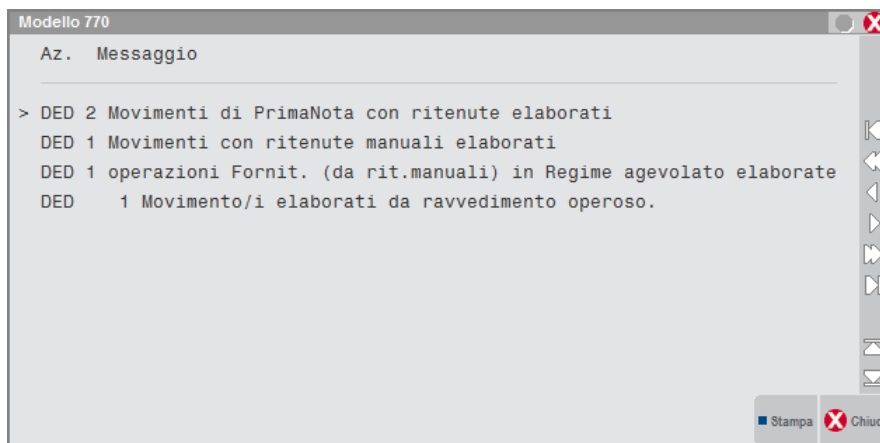 Modello 770
Az. Messaggio
> DED 2 Movimenti di PrimaNota con ritenute elaborati
DED 1 Movimenti con ritenute manuali elaborati
DED 1 operazioni Fornit. (da rit.manuali) in Regime agevolato elaborate
DED 1 Movimento/i elaborati da ravvedimento operoso.
Stampa Chiud